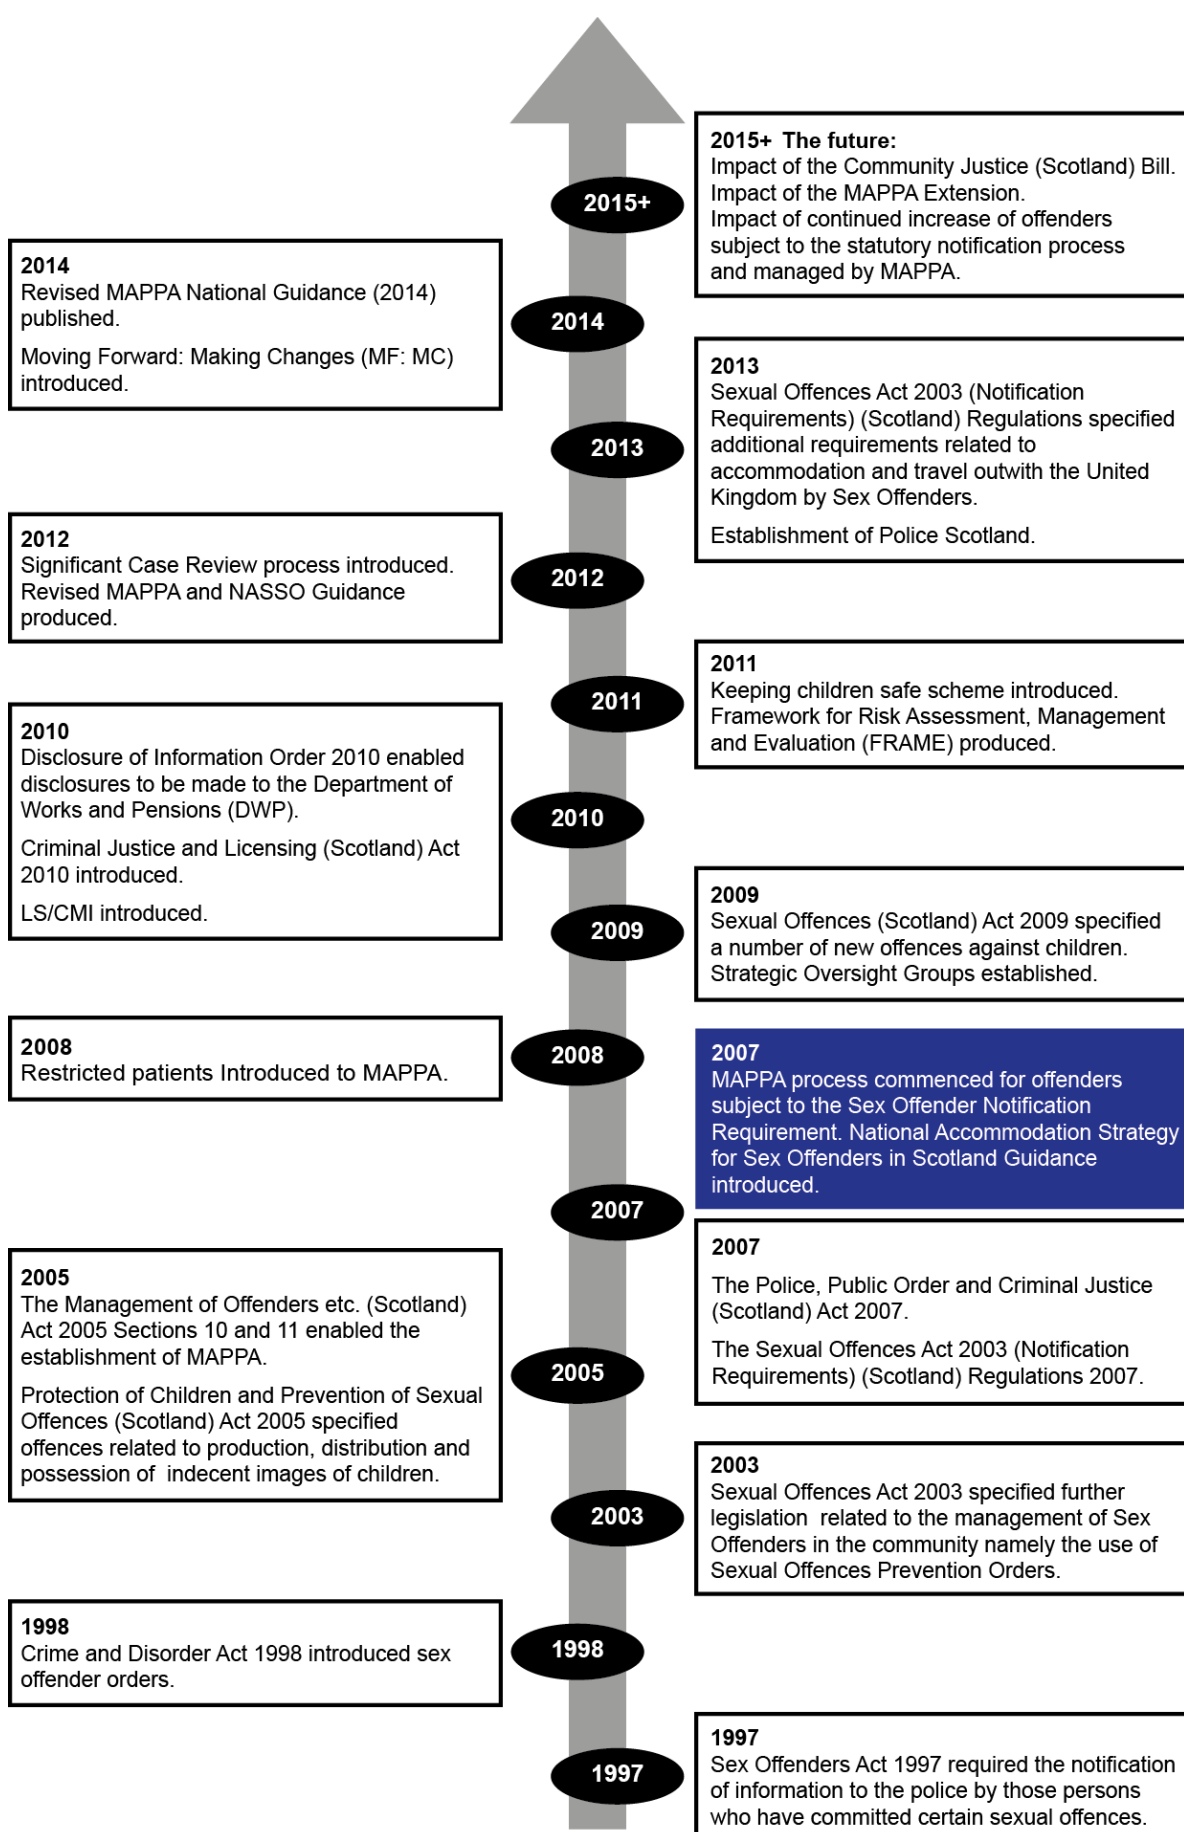 2015+
2015+ The future:
Impact of the Community Justice (Scotland) Bill.
Impact of the MAPPA Extension.
Impact of continued increase of offenders
subject to the statutory notification process
and managed by MAPPA.
2014
Revised MAPPA National Guidance (2014)
published.
Moving Forward: Making Changes (MF: MC)
introduced.
2014
2013
2013
Sexual Offences Act 2003 (Notification
Requirements) (Scotland) Regulations specified
additional requirements related to
accommodation and travel outwith the United
Kingdom by Sex Offenders.
Establishment of Police Scotland.
2012
Significant Case Review process introduced.
Revised MAPPA and NASSO Guidance
produced.
2012
2011
2011
Keeping children safe scheme introduced.
Framework for Risk Assessment, Management
and Evaluation (FRAME) produced.
2010
Disclosure of Information Order 2010 enabled
disclosures to be made to the Department of
Works and Pensions (DWP).
Criminal Justice and Licensing (Scotland) Act
2010 introduced.
LS/CMI introduced.
2010
2009
2009
Sexual Offences (Scotland) Act 2009 specified
a number of new offences against children.
Strategic Oversight Groups established.
2008
Restricted patients Introduced to MAPPA.
2008
2007
MAPPA process commenced for offenders
subject to the Sex Offender Notification
Requirement. National Accommodation Strategy
for Sex Offenders in Scotland Guidance
introduced.
2007
2007
The Police, Public Order and Criminal Justice
(Scotland) Act 2007.
The Sexual Offences Act 2003 (Notification
Requirements) (Scotland) Regulations 2007.
2005
The Management of Offenders etc. (Scotland)
Act 2005 Sections 10 and 11 enabled the
establishment of MAPPA.
Protection of Children and Prevention of Sexual
Offences (Scotland) Act 2005 specified
offences related to production, distribution and
possession of indecent images of children.
2005
2003
2003
Sexual Offences Act 2003 specified further
legislation related to the management of Sex
Offenders in the community namely the use of
Sexual Offences Prevention Orders.
1998
Crime and Disorder Act 1998 introduced sex
offender orders.
1998
1997
1997
Sex Offenders Act 1997 required the notification
of information to the police by those persons
who have committed certain sexual offences.